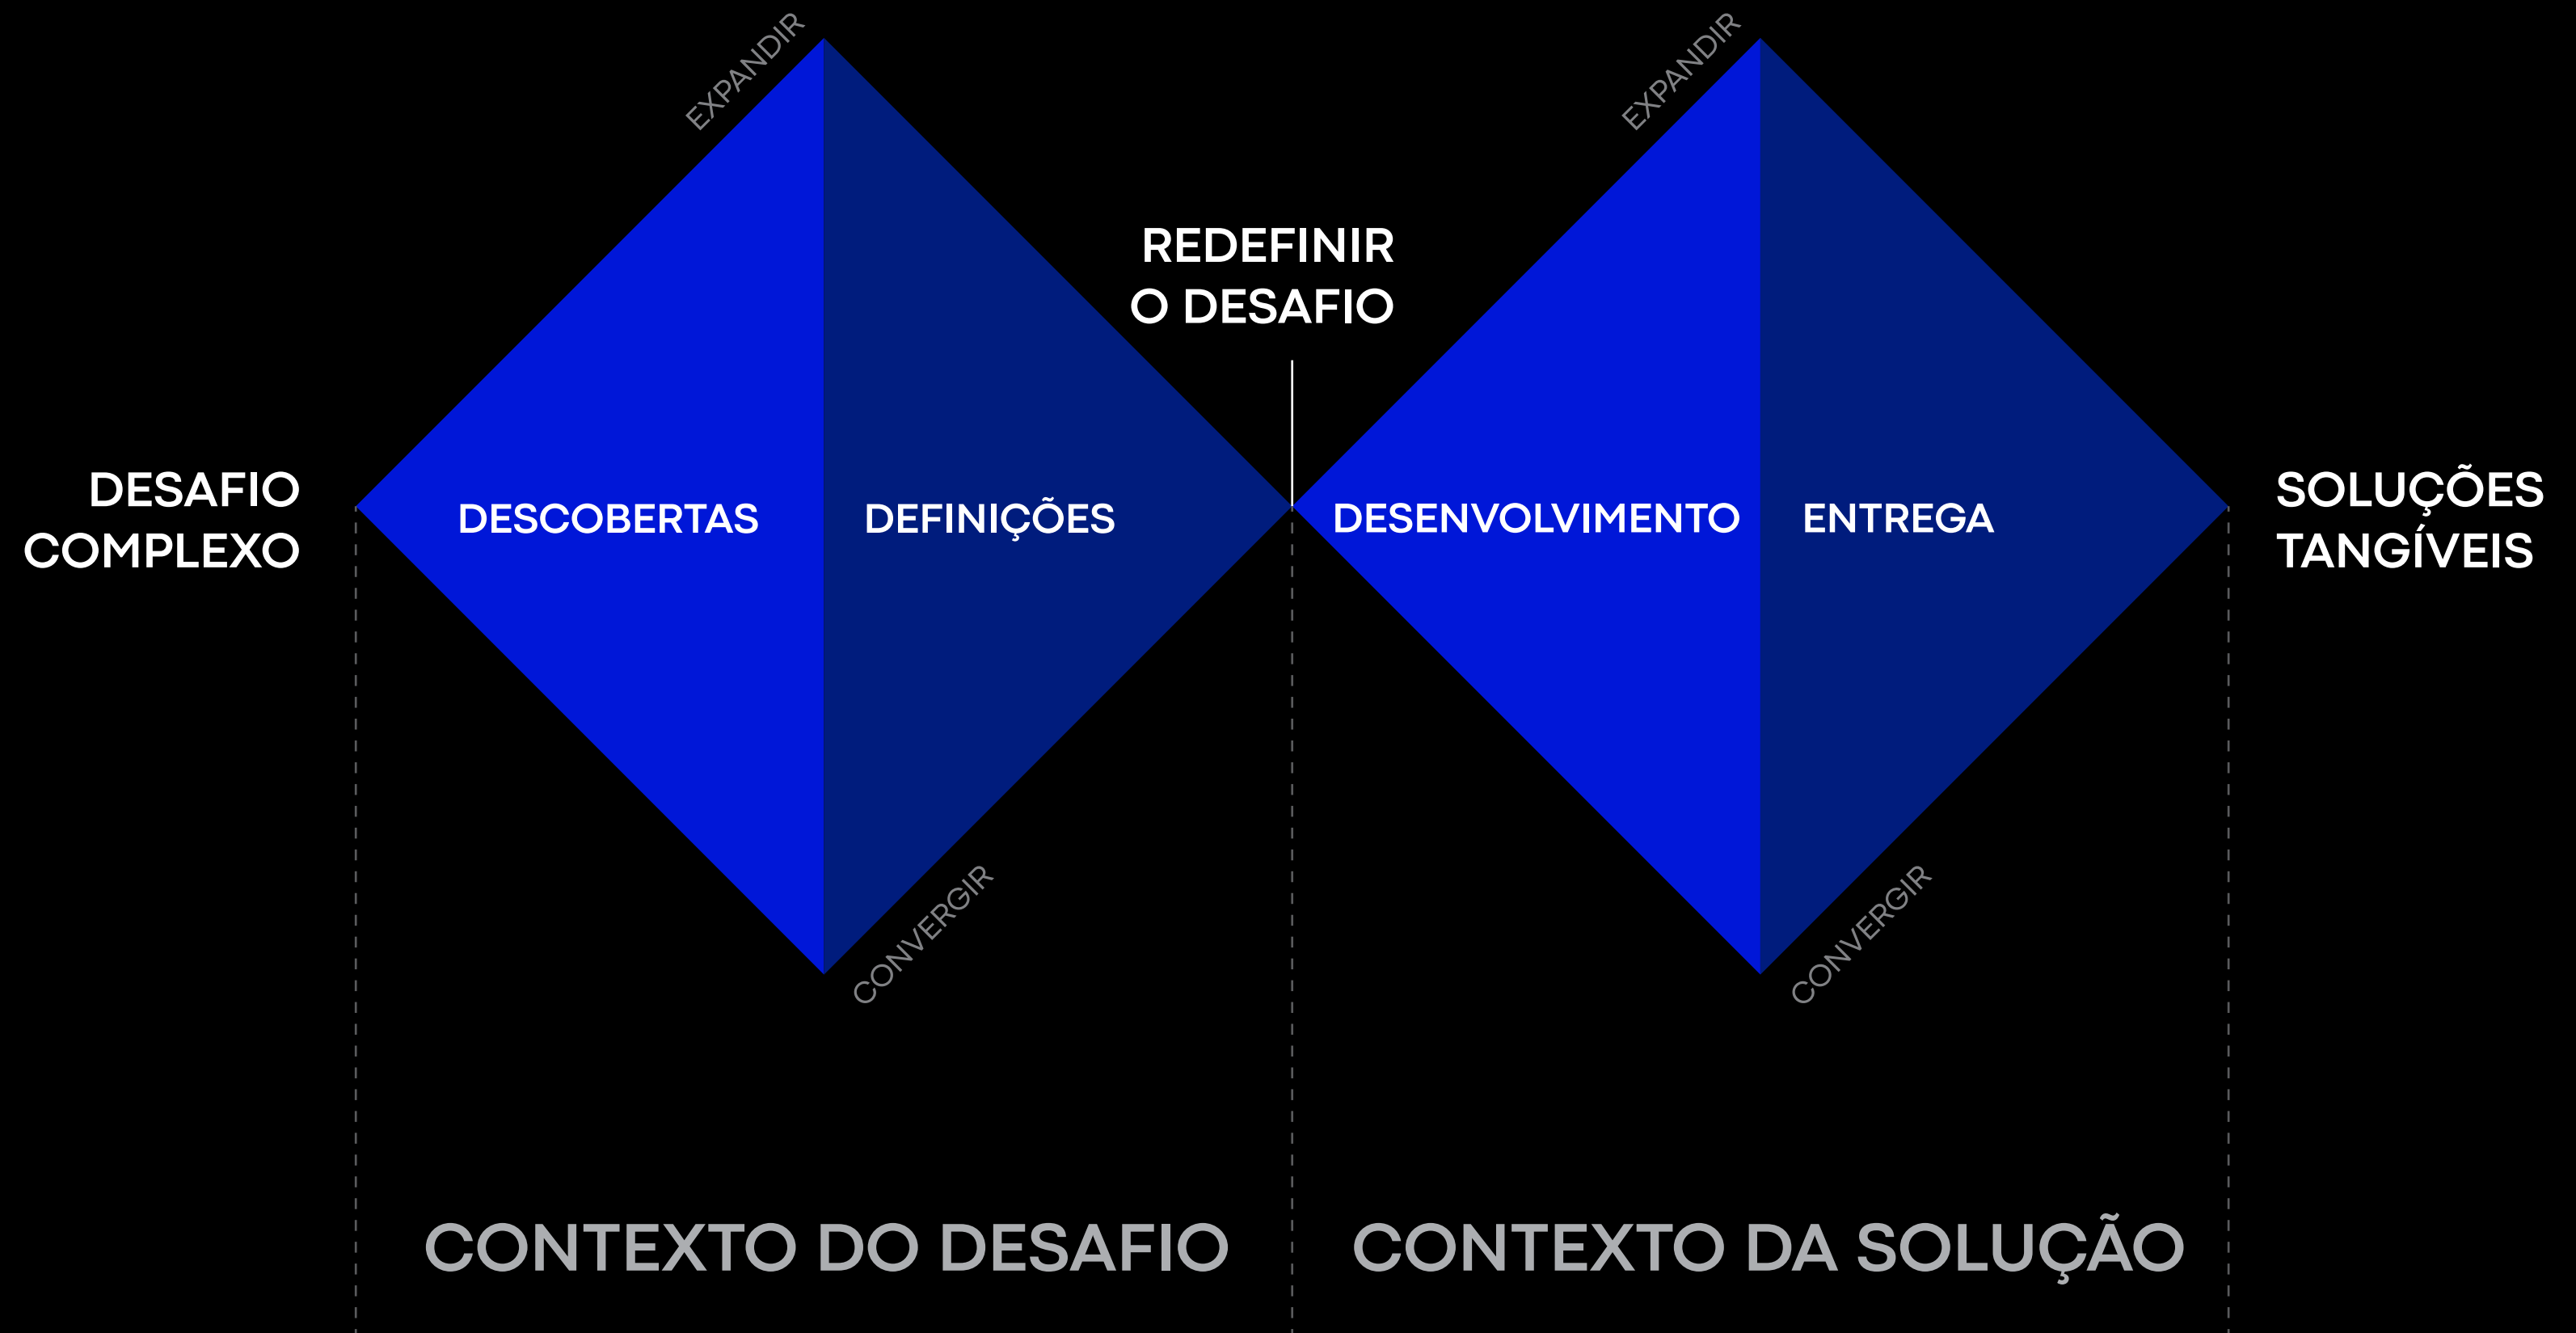 EXPANDIR
EXPANDIR
REDEFINIR
O DESAFIO
DESAFIO
COMPLEXO
DESCOBERTAS
DEFINIÇÕES
DESENVOLVIMENTO
ENTREGA
SOLUÇÕES
TANGÍVEIS
CONVERGIR
CONVERGIR
CONTEXTO DO DESAFIO
CONTEXTO DA SOLUÇÃO